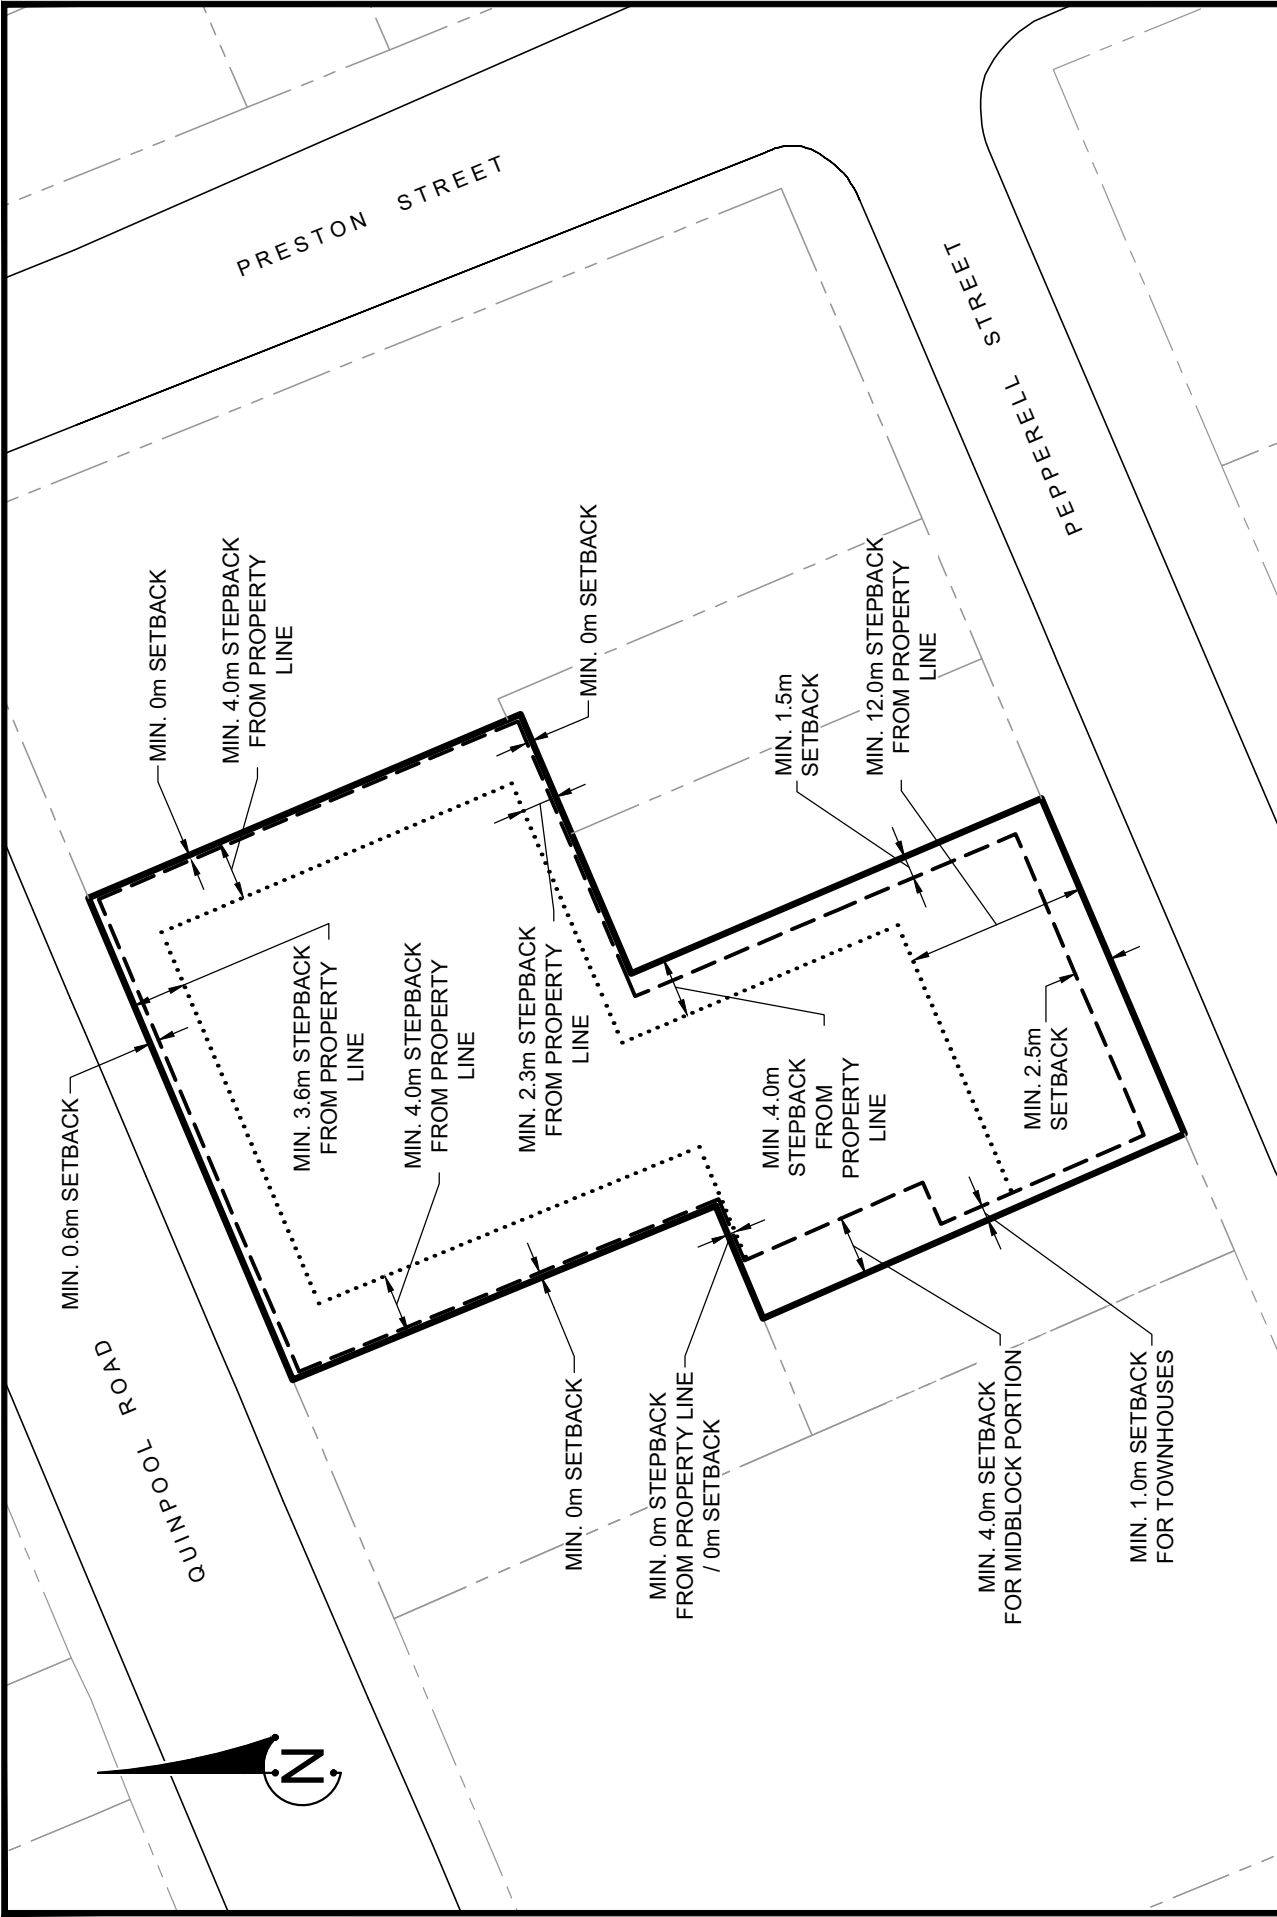 PRESTON STREET
MIN. 0m SETBACK
MIN. 4.0m STEPBACK
FROM PROPERTY
LINE
MIN. 0m SETBACK
MIN. 1.5m
SETBACK
MIN. 12.0m STEPBACK
FROM PROPERTY
LINE
PEPPERELL STREET
MIN. 0.6m SETBACK
MIN. 3.6m STEPBACK
FROM PROPERTY
LINE
MIN. 4.0m STEPBACK
FROM PROPERTY
LINE
MIN. 2.3m STEPBACK
FROM PROPERTY
LINE
MIN .4.0m
STEPBACK
FROM
PROPERTY
LINE
MIN. 2.5m
SETBACK
QUINPOOL ROAD
MIN. 0m SETBACK
MIN. 0m STEPBACK
FROM PROPERTY LINE
/ 0m SETBACK
MIN. 4.0m SETBACK
FOR MIDBLOCK PORTION
MIN. 1.0m SETBACK
FOR TOWNHOUSES
N